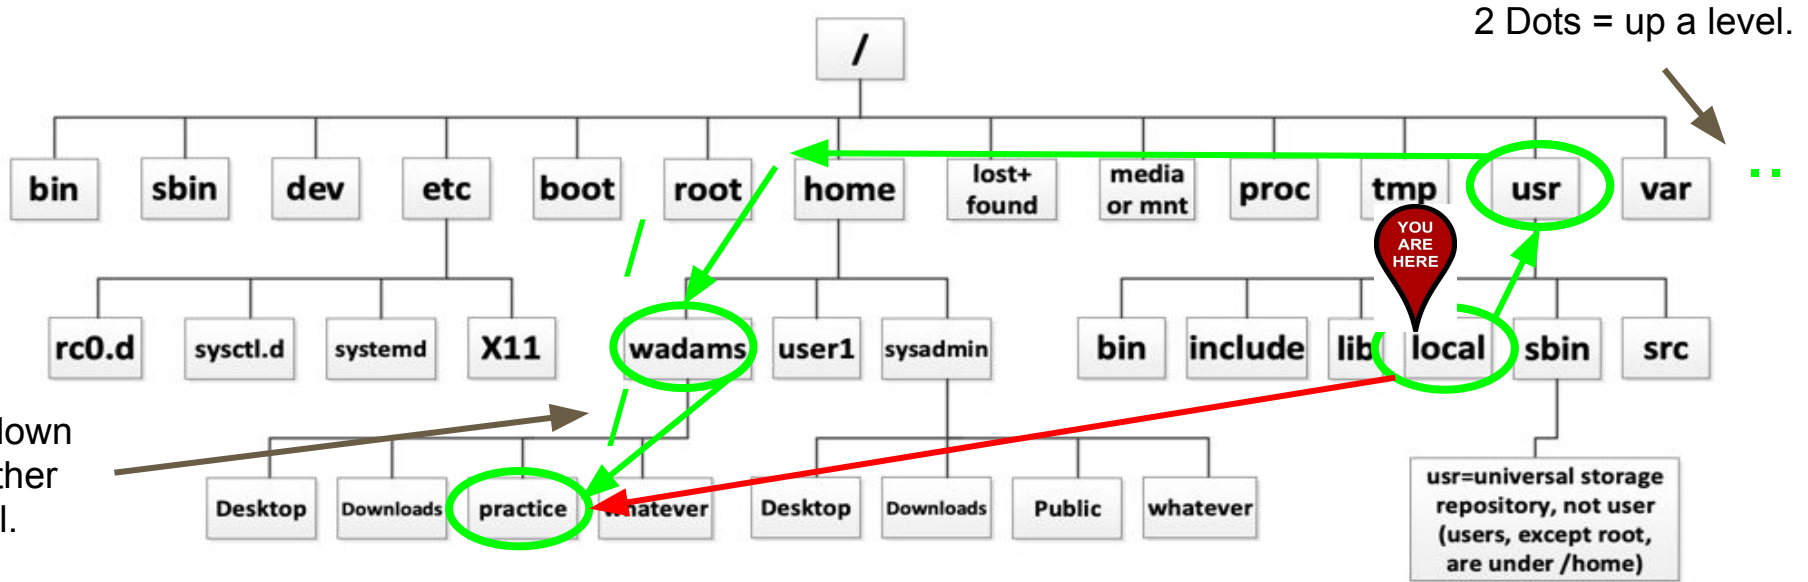 2 Dots = up a level.
/
bin
sbin
dev
etc
boot
root
home
lost+
found
media
or mnt
proc
tmp
usr
var
..
YOU
ARE
HERE
/
rc0.d
sysctl.d
systemd
X11
wadams
user1
sysadmin
bin
include
lib
local
sbin
src
/
Desktop
Downloads
practice
whatever
Desktop
Downloads
Public
whatever
usr=universal storage
repository, not user
(users, except root,
are under /home)